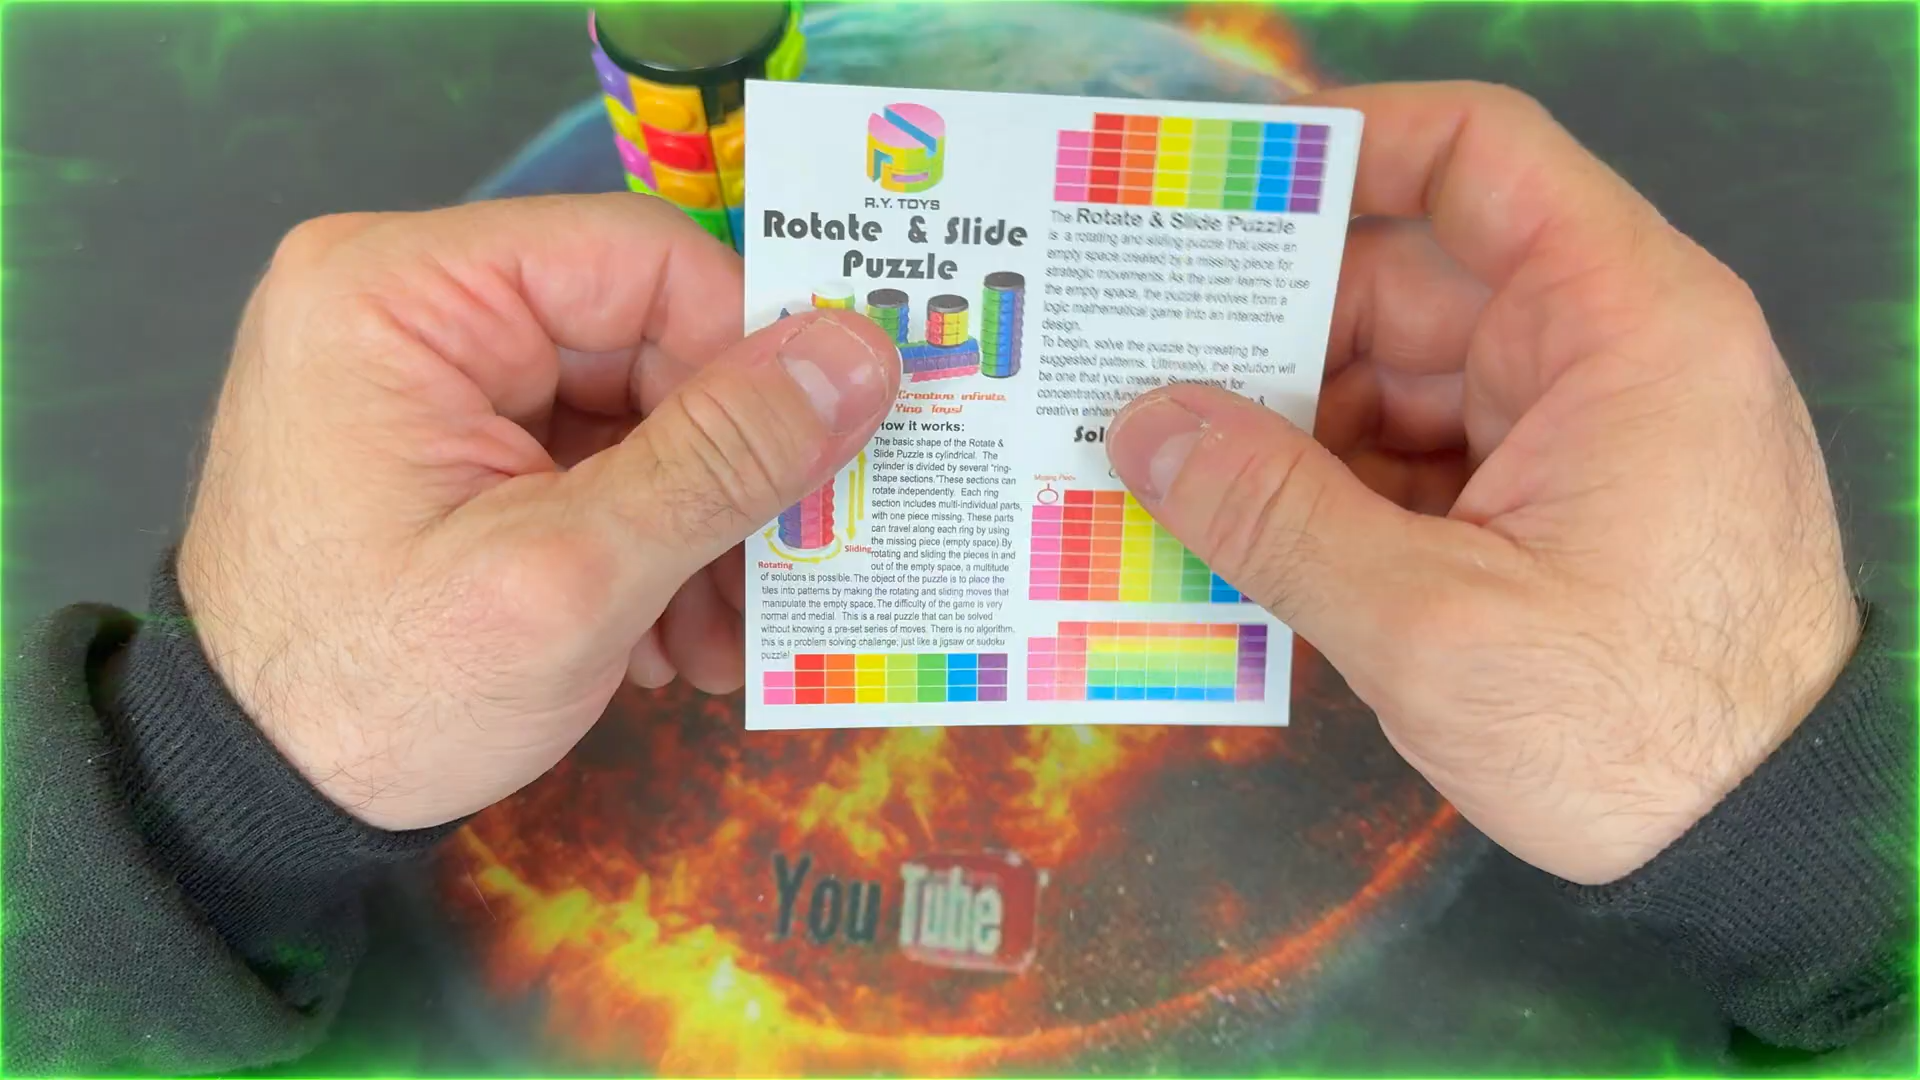 R.Y. TOYS
Rotate & Slide
Puzzle
Creative infinite,
Ying Toys!
How it works:
The basic shape of the Rotate &
Slide Puzzle is cylindrical. The
cylinder is divided by several "ring-
shape sections."These sections can
rotate independently. Each ring
section includes multi-individual parts,
with one piece missing. These parts
can travel along each ring by using
the missing piece (empty space).By
rotating and sliding the pieces in and
out of the empty space, a multitude
Sliding
Rotating
of solutions is possible. The object of the puzzle is to place the
tiles into patterns by making the rotating and sliding moves that
manipulate the empty space. The difficulty of the game is very
normal and medial. This is a real puzzle that can be solved
without knowing a pre-set series of moves. There is no algorithm,
this is a problem solving challenge; just like a jigsaw or sudoku
puzzle!
The Rotate & Slide Puzzle
is a rotating and sliding puzzle that uses an
empty space created by a missing piece for
strategic movements. As the user learns to use
the empty space, the puzzle evolves from a
logic mathematical game into an interactive
design.
To begin, solve the puzzle by creating the
suggested patterns. Ultimately, the solution will
be one that you create. Suggested for
concentration, &
creative
Missing Piece
YouTube